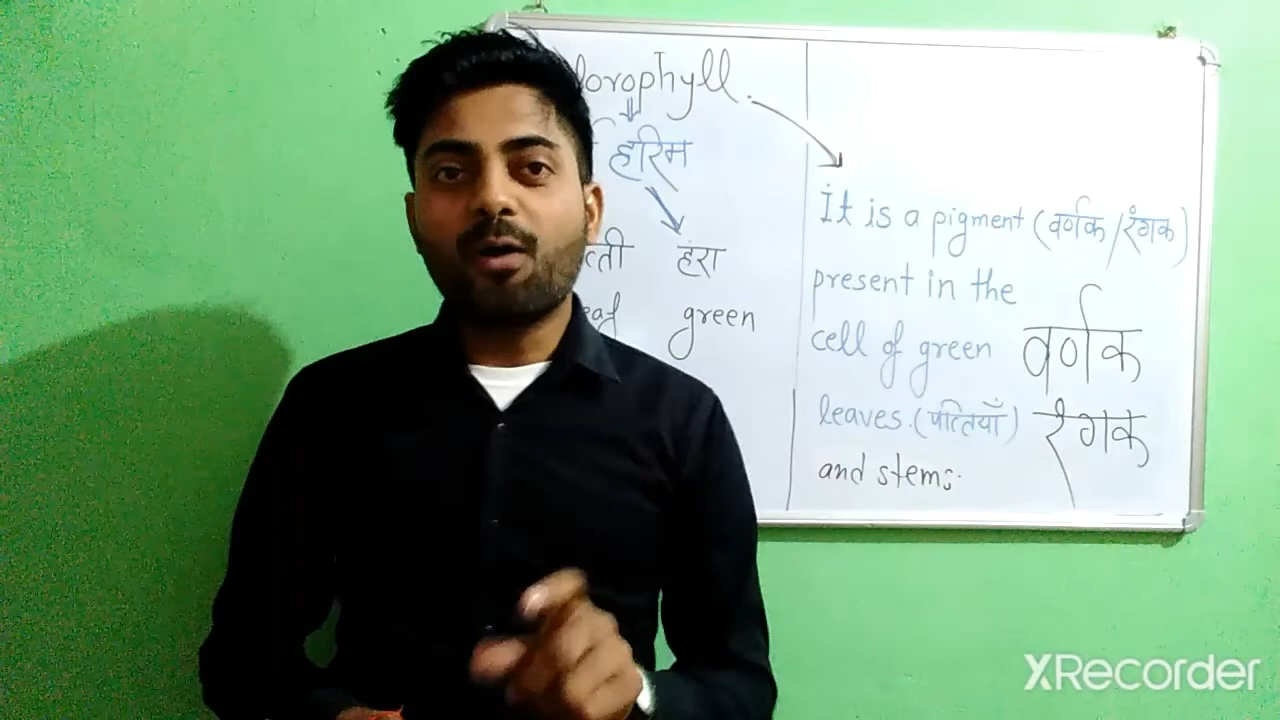 lorophyll.
हरिम
त्ती हरा
eaf green
It is a pigment (वर्णक/रंगक)
present in the
cell of green
leaves.(पत्तियाँ)
and stems.
वर्णक
रंगक
XRecorder